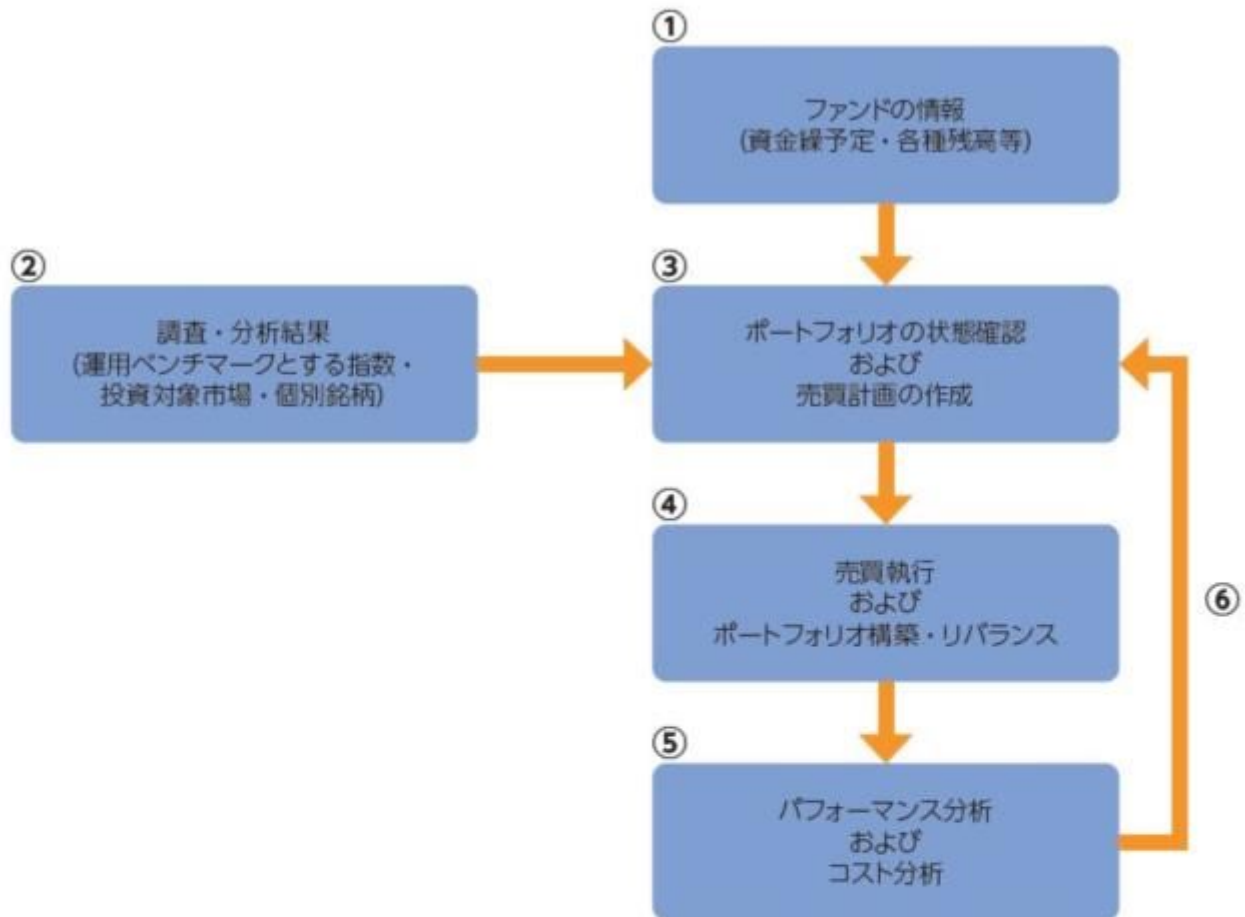 ①
ファンドの情報
(資金繰予定・各種残高等)
②
調査・分析結果
(運用ベンチマークとする指数・
投資対象市場・個別銘柄)
③
ポートフォリオの状態確認
および
売買計画の作成
④
売買執行
および
ポートフォリオ構築・リバランス
⑤
パフォーマンス分析
および
コスト分析
⑥